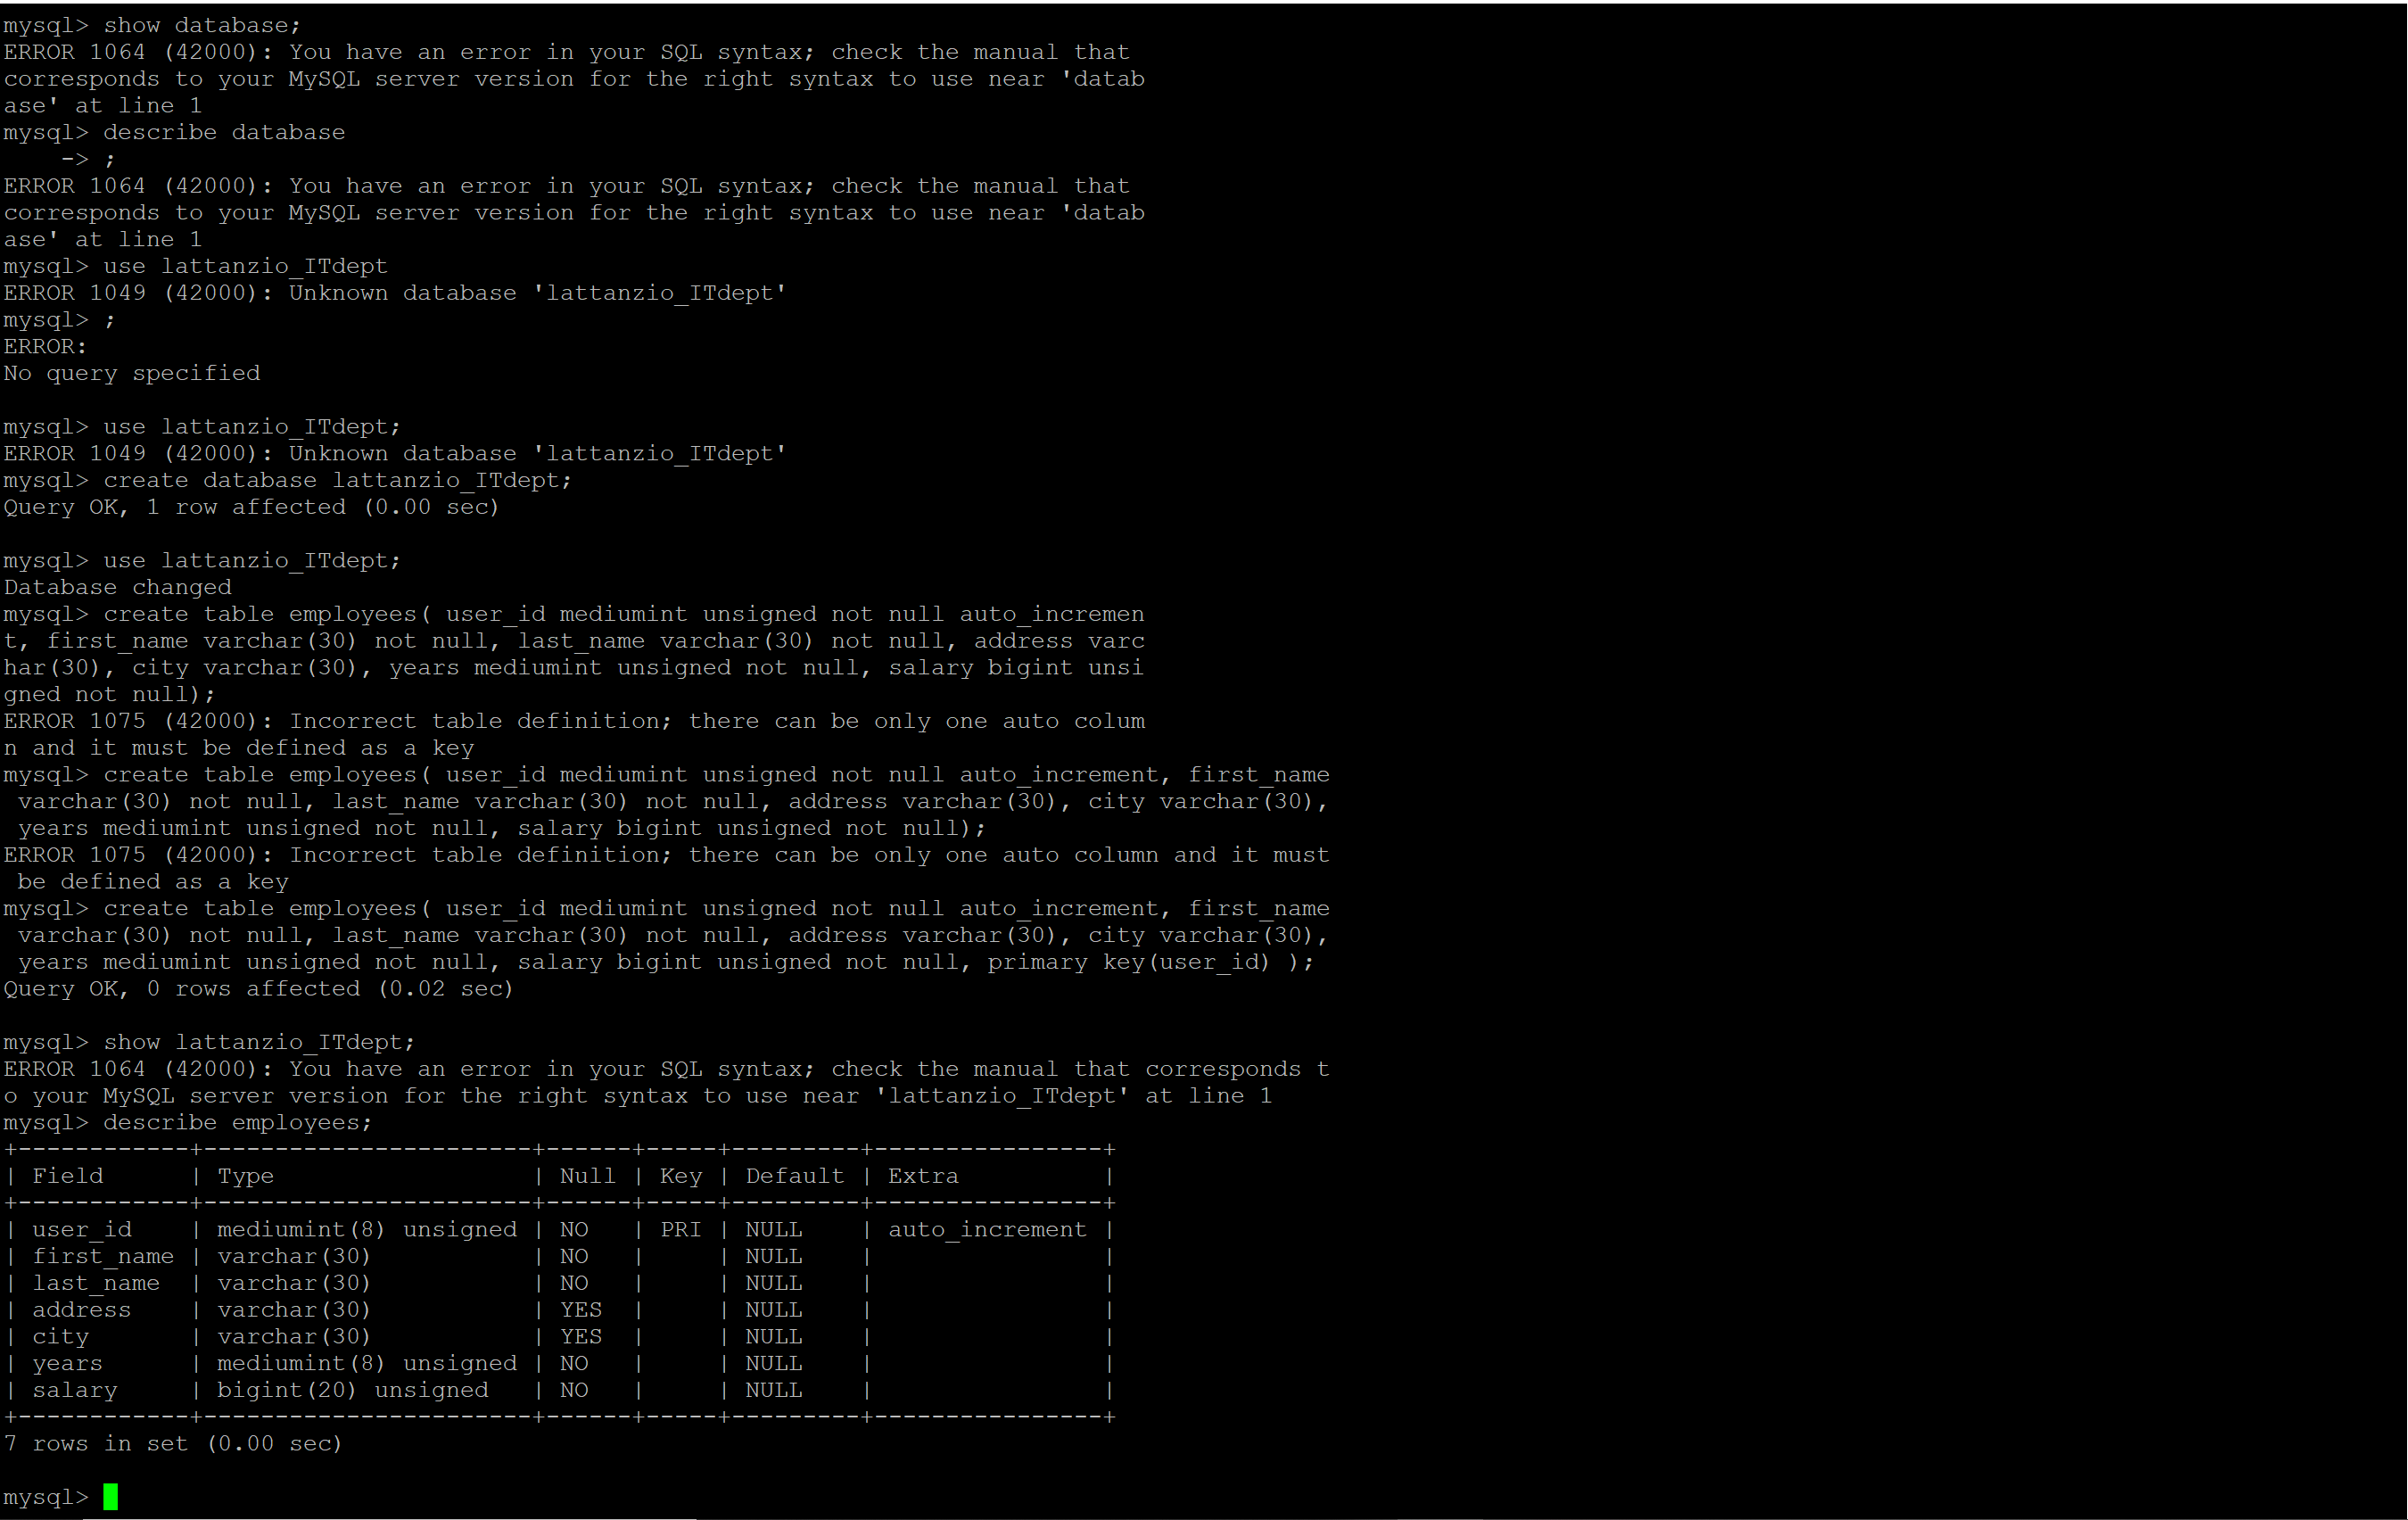 mysql> show database;
ERROR 1064 (42000): You have an error in your SQL syntax; check the manual that
corresponds to your MySQL server version for the right syntax to use near 'datab
ase' at line 1
mysql> describe database
    -> ;
ERROR 1064 (42000): You have an error in your SQL syntax; check the manual that
corresponds to your MySQL server version for the right syntax to use near 'datab
ase' at line 1
mysql> use lattanzio_ITdept
ERROR 1049 (42000): Unknown database 'lattanzio_ITdept'
mysql> ;
ERROR:
No query specified

mysql> use lattanzio_ITdept;
ERROR 1049 (42000): Unknown database 'lattanzio_ITdept'
mysql> create database lattanzio_ITdept;
Query OK, 1 row affected (0.00 sec)

mysql> use lattanzio_ITdept;
Database changed
mysql> create table employees( user_id mediumint unsigned not null auto_incremen
t, first_name varchar(30) not null, last_name varchar(30) not null, address varc
har(30), city varchar(30), years mediumint unsigned not null, salary bigint unsi
gned not null);
ERROR 1075 (42000): Incorrect table definition; there can be only one auto colum
n and it must be defined as a key
mysql> create table employees( user_id mediumint unsigned not null auto_increment, first_name
 varchar(30) not null, last_name varchar(30) not null, address varchar(30), city varchar(30),
 years mediumint unsigned not null, salary bigint unsigned not null);
ERROR 1075 (42000): Incorrect table definition; there can be only one auto column and it must
 be defined as a key
mysql> create table employees( user_id mediumint unsigned not null auto_increment, first_name
 varchar(30) not null, last_name varchar(30) not null, address varchar(30), city varchar(30),
 years mediumint unsigned not null, salary bigint unsigned not null, primary key(user_id) );
Query OK, 0 rows affected (0.02 sec)

mysql> show lattanzio_ITdept;
ERROR 1064 (42000): You have an error in your SQL syntax; check the manual that corresponds t
o your MySQL server version for the right syntax to use near 'lattanzio_ITdept' at line 1
mysql> describe employees;
+------------+-----------------------+------+-----+---------+----------------+
| Field      | Type                  | Null | Key | Default | Extra          |
+------------+-----------------------+------+-----+---------+----------------+
| user_id    | mediumint(8) unsigned | NO   | PRI | NULL    | auto_increment |
| first_name | varchar(30)           | NO   |     | NULL    |                |
| last_name  | varchar(30)           | NO   |     | NULL    |                |
| address    | varchar(30)           | YES  |     | NULL    |                |
| city       | varchar(30)           | YES  |     | NULL    |                |
| years      | mediumint(8) unsigned | NO   |     | NULL    |                |
| salary     | bigint(20) unsigned   | NO   |     | NULL    |                |
+------------+-----------------------+------+-----+---------+----------------+
7 rows in set (0.00 sec)

mysql>